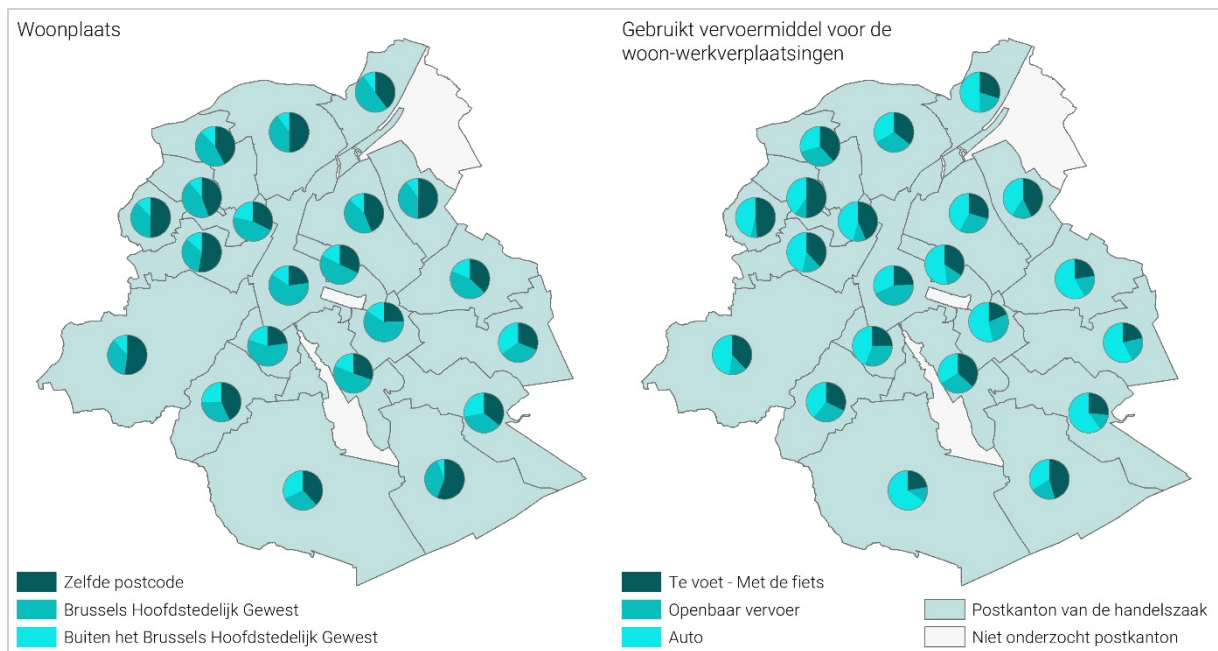 Woonplaats
Gebruikt vervoermiddel voor de
woon-werkverplaatsingen
Zelfde postcode
Brussels Hoofdstedelijk Gewest
Buiten het Brussels Hoofdstedelijk Gewest
Te voet - Met de fiets
Openbaar vervoer
Auto
Postkanton van de handelszaak
Niet onderzocht postkanton